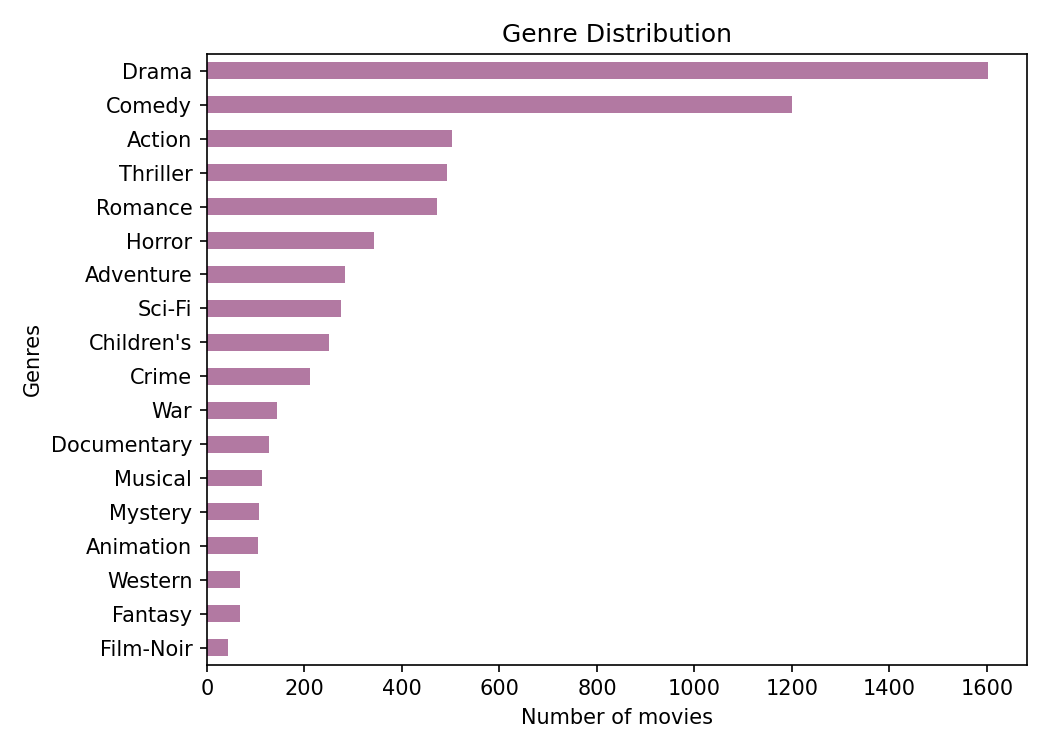 Genre Distribution
Drama
Comedy
Action
Thriller
Romance
Horror
Adventure
Sci-Fi
Children's
Crime
War
Documentary
Musical
Mystery
Animation
Western
Fantasy
Film-Noir
Genres
0 200 400 600 800 1000 1200 1400 1600
Number of movies